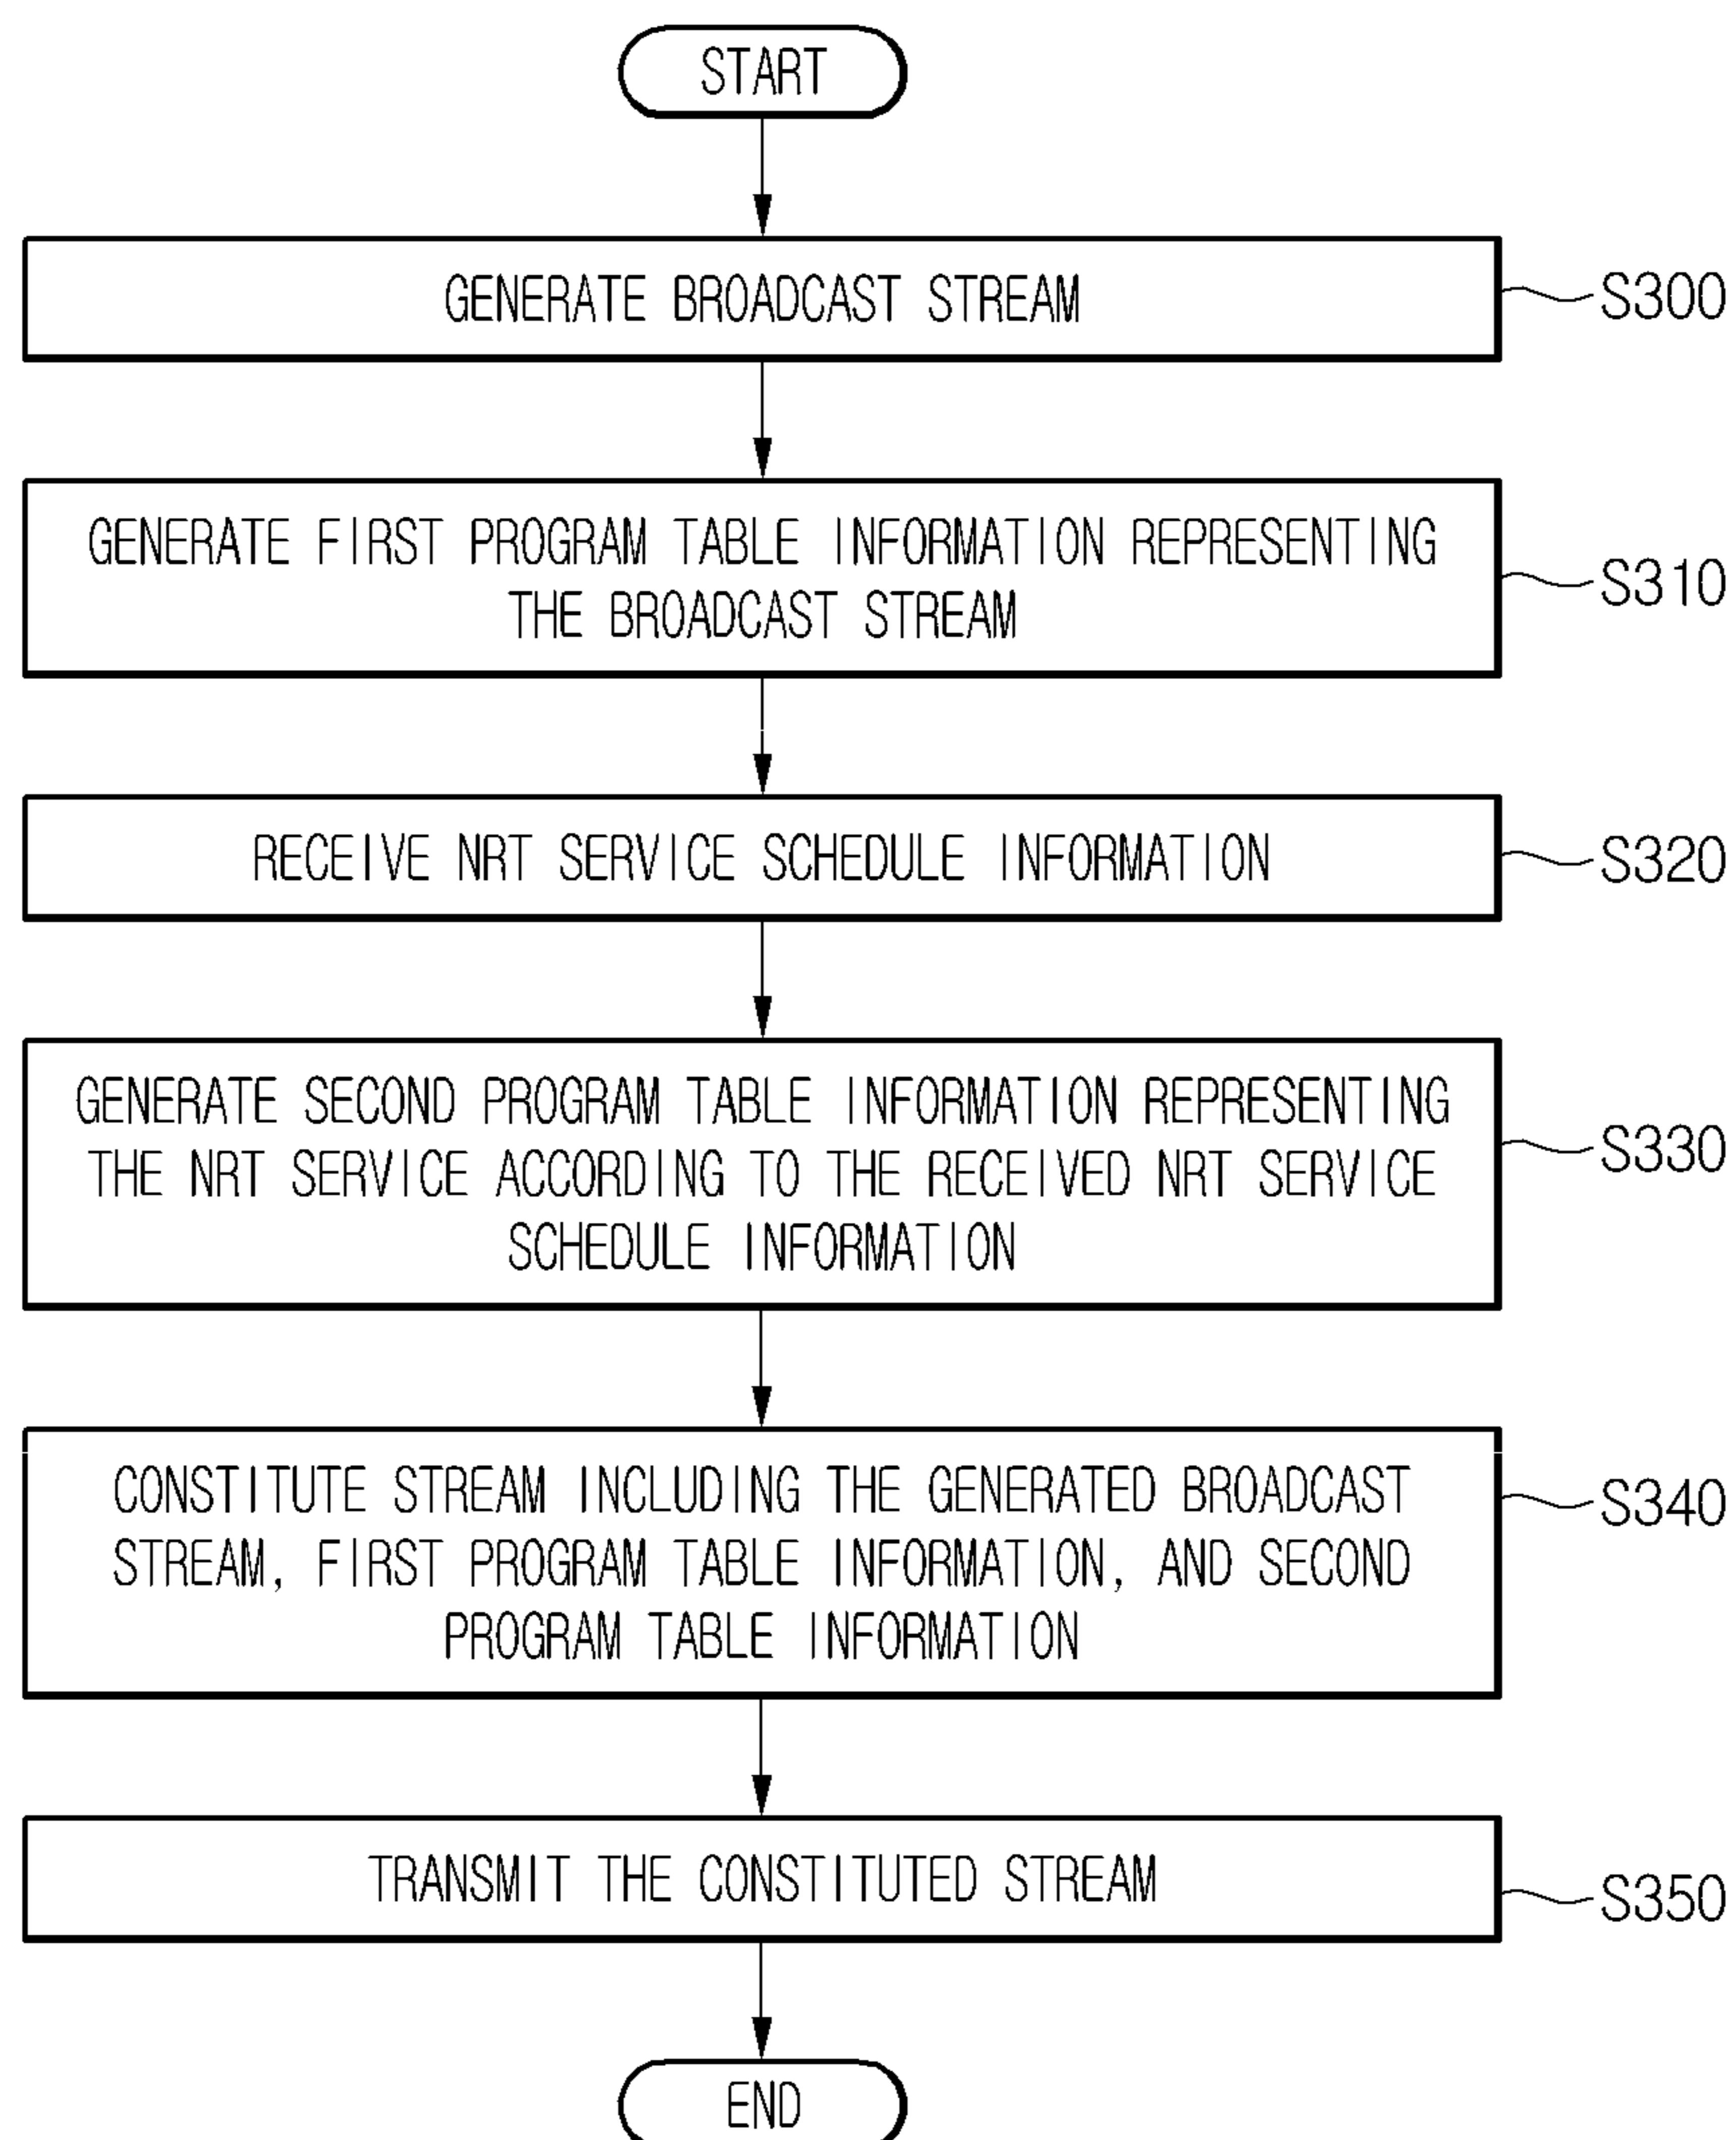 START
GENERATE BROADCAST STREAM
S300
GENERATE FIRST PROGRAM TABLE INFORMATION REPRESENTING
THE BROADCAST STREAM
S310
RECEIVE NRT SERVICE SCHEDULE INFORMATION
S320
GENERATE SECOND PROGRAM TABLE INFORMATION REPRESENTING
THE NRT SERVICE ACCORDING TO THE RECEIVED NRT SERVICE
SCHEDULE INFORMATION
S330
CONSTITUTE STREAM INCLUDING THE GENERATED BROADCAST
STREAM, FIRST PROGRAM TABLE INFORMATION, AND SECOND
PROGRAM TABLE INFORMATION
S340
TRANSMIT THE CONSTITUTED STREAM
S350
END